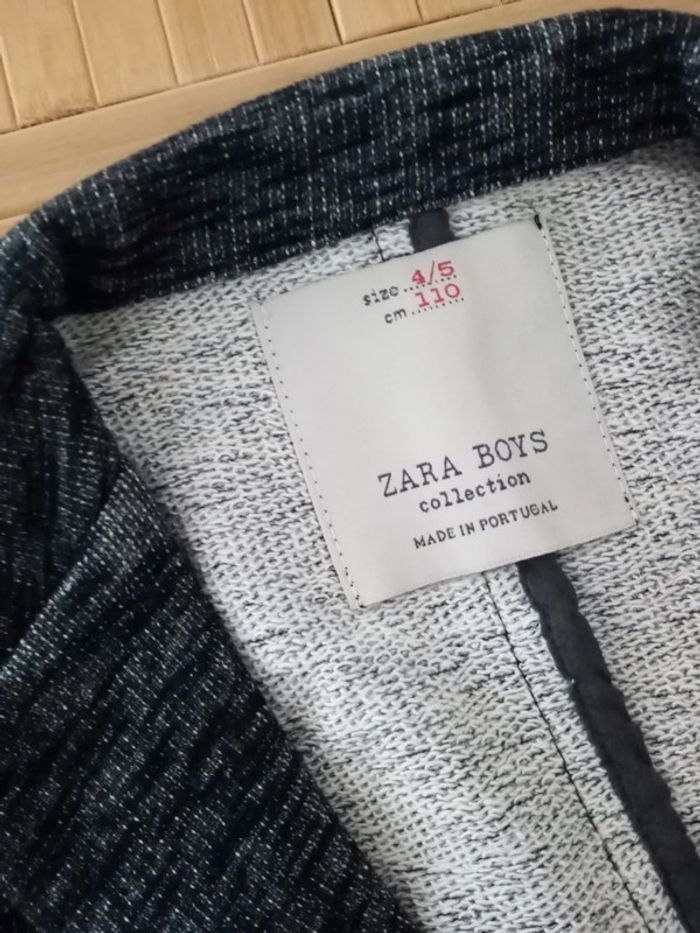 size ..4/5
cm ..110
ZARA BOYS
collection
MADE IN PORTUGAL